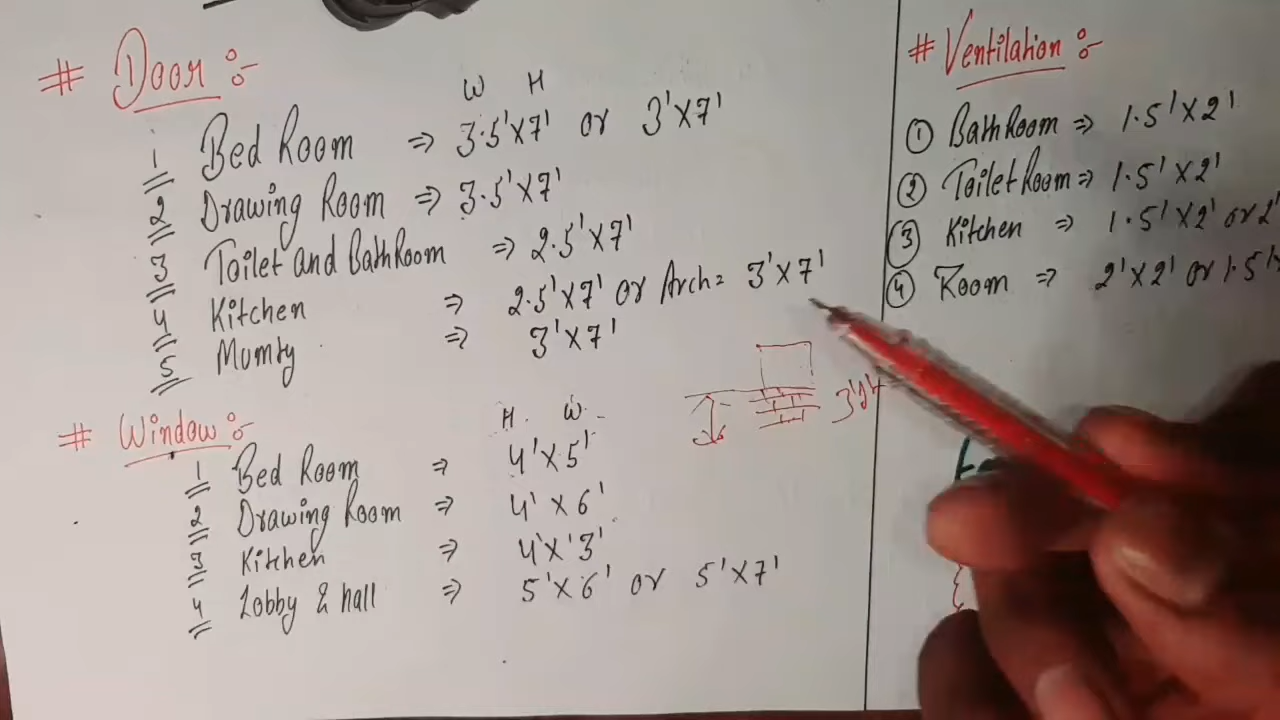 # Door :-
W H
1 Bed Room => 3.5'X7' or 3'X7'
2 Drawing Room => 3.5'X7'
3 Toilet and BathRoom => 2.5'X7'
4 Kitchen => 2.5'X7' or Arch= 3'X7'
5 Mumty => 3'X7'
# Window :-
H. W.
1 Bed Room => 4'X5'
2 Drawing Room => 4'X6'
3 Kitchen => 4'X'3'
4 Lobby & hall => 5'X6' or 5'X7'
# Ventilation :-
1 BathRoom => 1.5'X2'
2 Toilet Room => 1.5'X2'
3 Kitchen => 1.5'X2' or 2'
4 Room => 2'X2' or 1.5'X